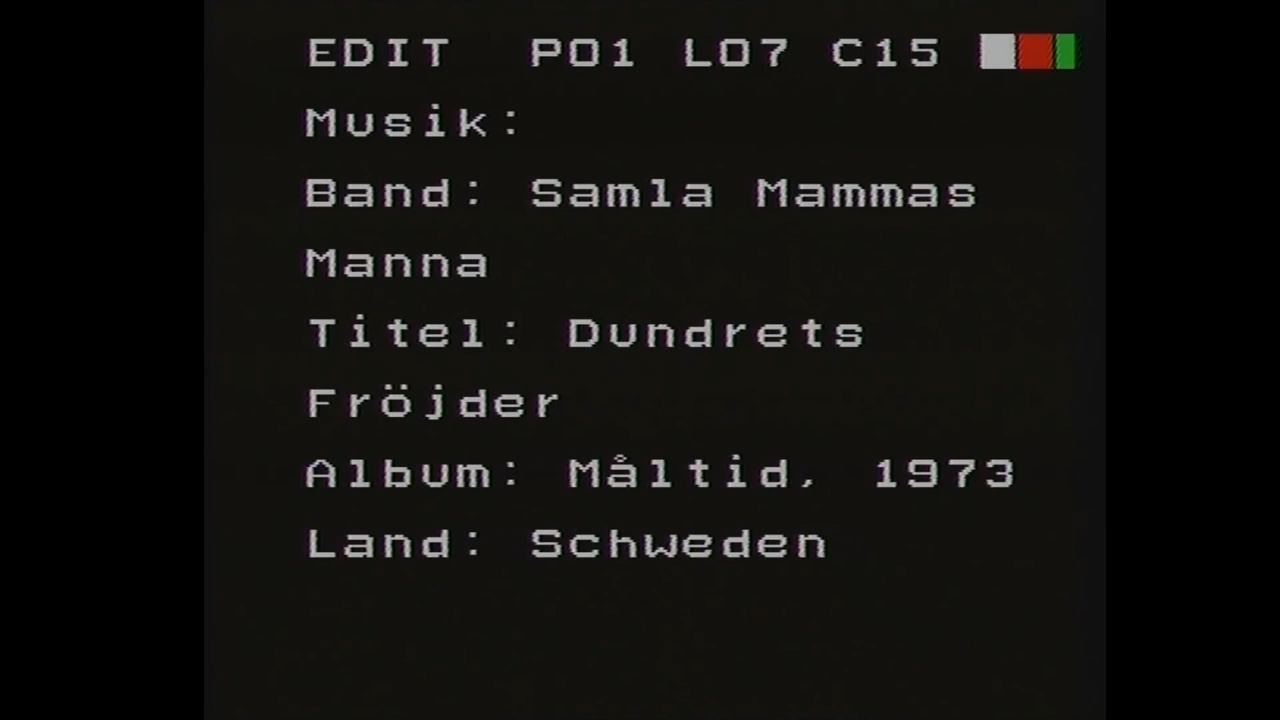 EDIT P01 L07 C15
Musik:
Band: Samla Mammas
Manna
Titel: Dundrets
Fröjder
Album: Måltid, 1973
Land: Schweden